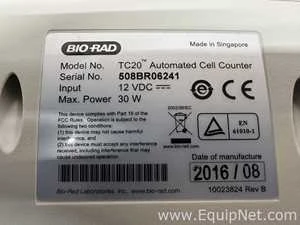 BIO-RAD
Made in Singapore
Model No. TC20™ Automated Cell Counter
Serial No. 508BR06241
Input 12 VDC
Max. Power 30 W
2002/96/EC
This device complies with Part 15 of the
FCC Rules. Operation is subject to the
following two conditions:
(1) this device may not cause harmful
interference, and
(2) this device must accept any
interference received, including
interference that may cause undesired
operation.
10
EN
61010-1
Date of manufacture
2016/08
Bio-Rad Laboratories, Inc. www.bio-rad.com
10023824 Rev B
www.EquipNet.com